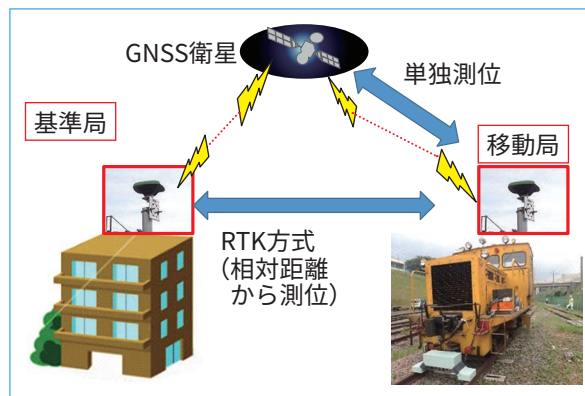 GNSS衛星
単独測位
基準局
移動局
RTK方式
（相対距離
から測位）